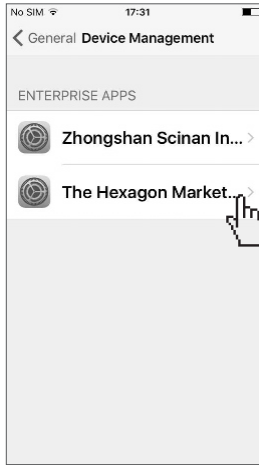 No SIM 17:31
General Device Management
ENTERPRISE APPS
Zhongshan Scinan In...
The Hexagon Market...